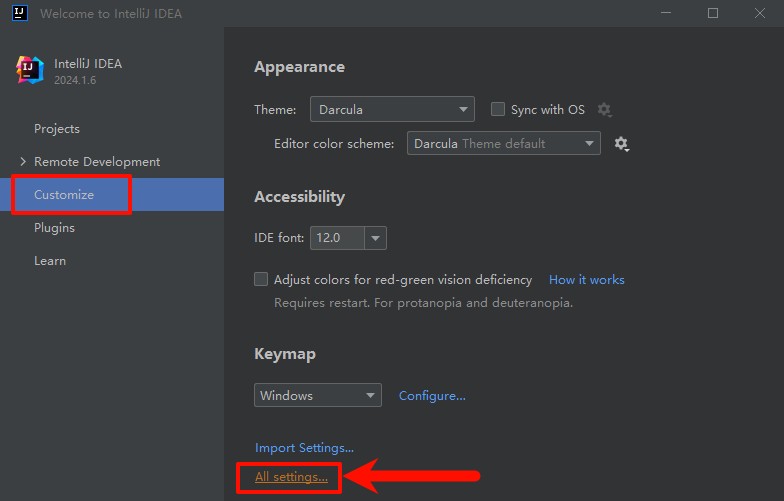 IJ
Welcome to IntelliJ IDEA
IJ
IntelliJ IDEA
2024.1.6
Projects
Remote Development
Customize
Plugins
Learn
Appearance
Theme: Darcula Sync with OS
Editor color scheme: Darcula Theme default
Accessibility
IDE font: 12.0
Adjust colors for red-green vision deficiency How it works
Requires restart. For protanopia and deuteranopia.
Keymap
Windows Configure...
Import Settings...
All settings...